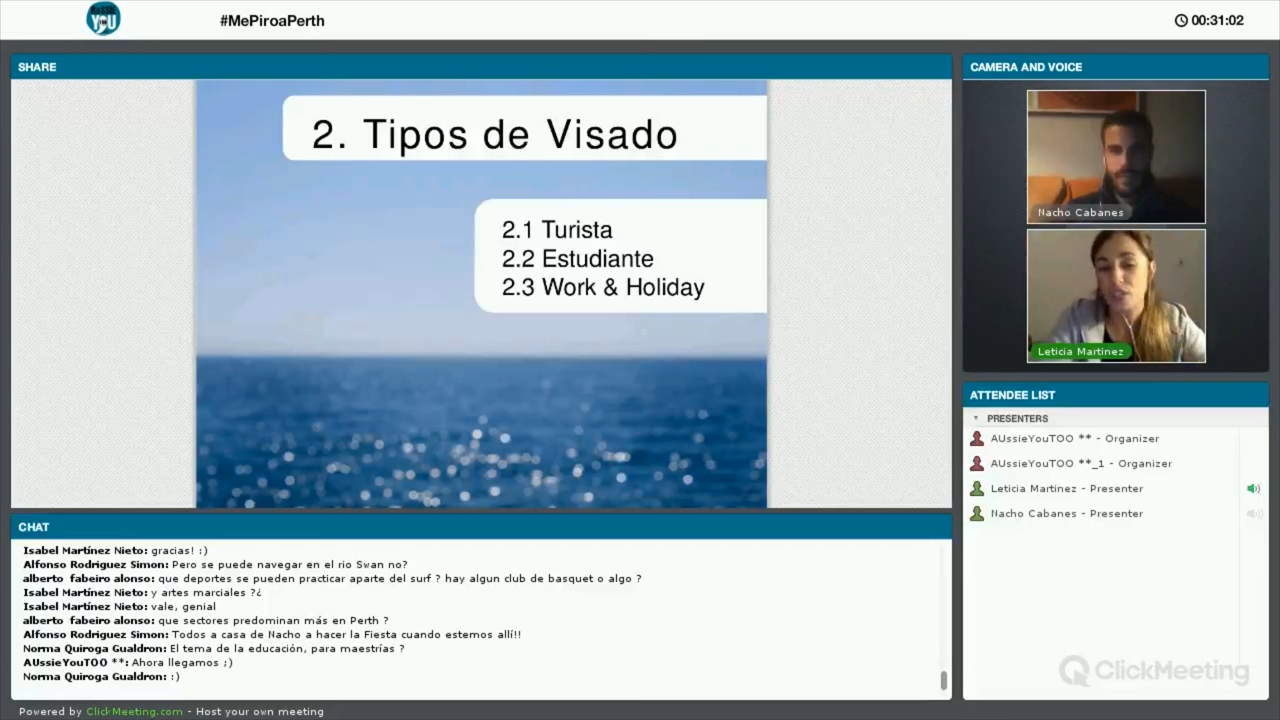 YOU
#MePiroaPerth
00:31:02
SHARE
2. Tipos de Visado
2.1 Turista
2.2 Estudiante
2.3 Work & Holiday
CAMERA AND VOICE
Nacho Cabanes
Leticia Martinez
ATTENDEE LIST
PRESENTERS
AUssieYouTOO ** - Organizer
AUssieYouTOO **_1 - Organizer
Leticia Martinez - Presenter
Nacho Cabanes - Presenter
CHAT
Isabel Martínez Nieto: gracias! :)
Alfonso Rodriguez Simon: Pero se puede navegar en el rio Swan no?
alberto fabeiro alonso: que deportes se pueden practicar aparte del surf ? hay algun club de basquet o algo ?
Isabel Martínez Nieto: y artes marciales ?¿
Isabel Martínez Nieto: vale, genial
alberto fabeiro alonso: que sectores predominan más en Perth ?
Alfonso Rodriguez Simon: Todos a casa de Nacho a hacer la Fiesta cuando estemos allí!!
Norma Quiroga Gualdron: El tema de la educación, para maestrías ?
AUssieYouTOO **: Ahora llegamos ;)
Norma Quiroga Gualdron: :)
ClickMeeting
Powered by ClickMeeting.com - Host your own meeting